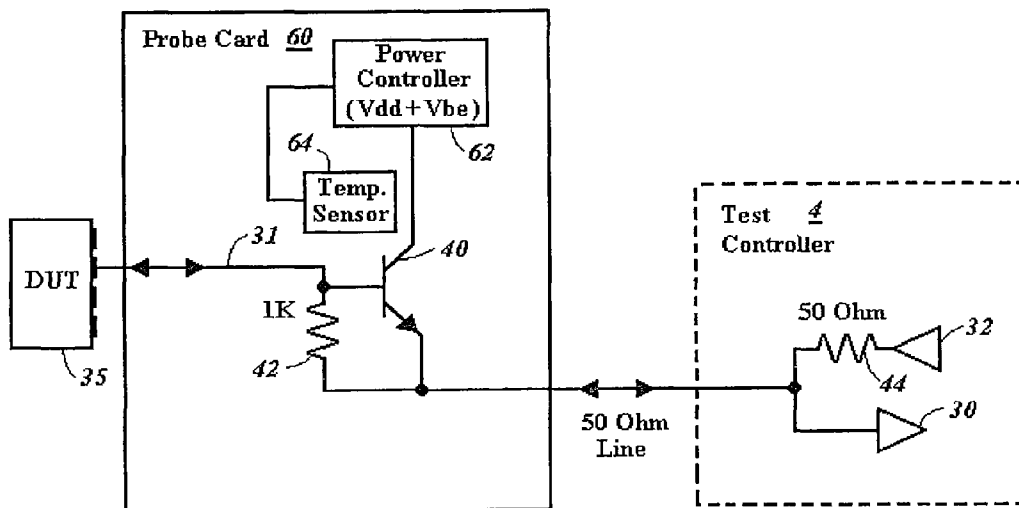 Probe Card 60
Power
Controller
(Vdd+Vbe)
62
64
Temp.
Sensor
31
40
DUT
35
1K
42
50 Ohm
Line
Test 4
Controller
50 Ohm
32
44
30